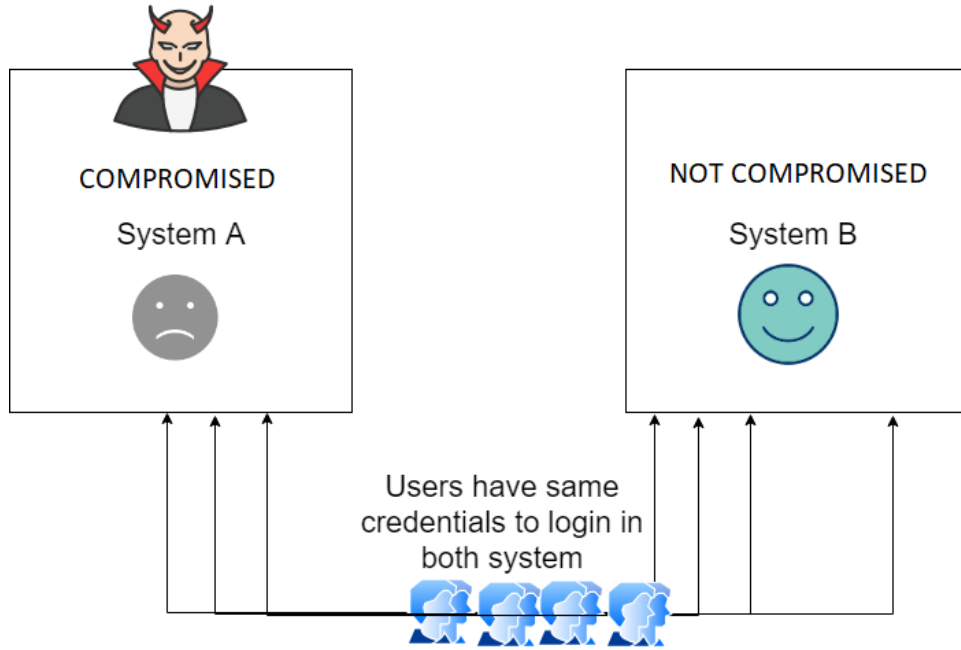 COMPROMISED
System A
NOT COMPROMISED
System B
Users have same
credentials to login in
both system